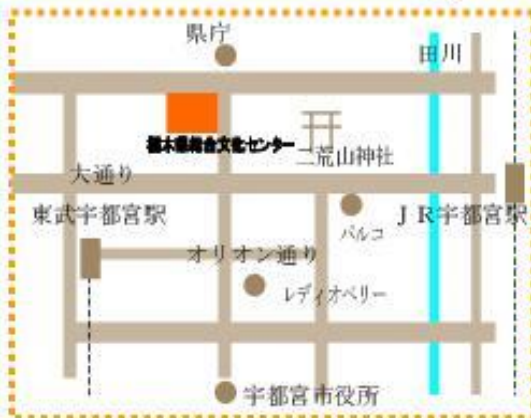 県庁
田川
栃木県総合文化センター
二荒山神社
大通り
東武宇都宮駅
JR宇都宮駅
パルコ
オリオン通り
レディオベリー
宇都宮市役所